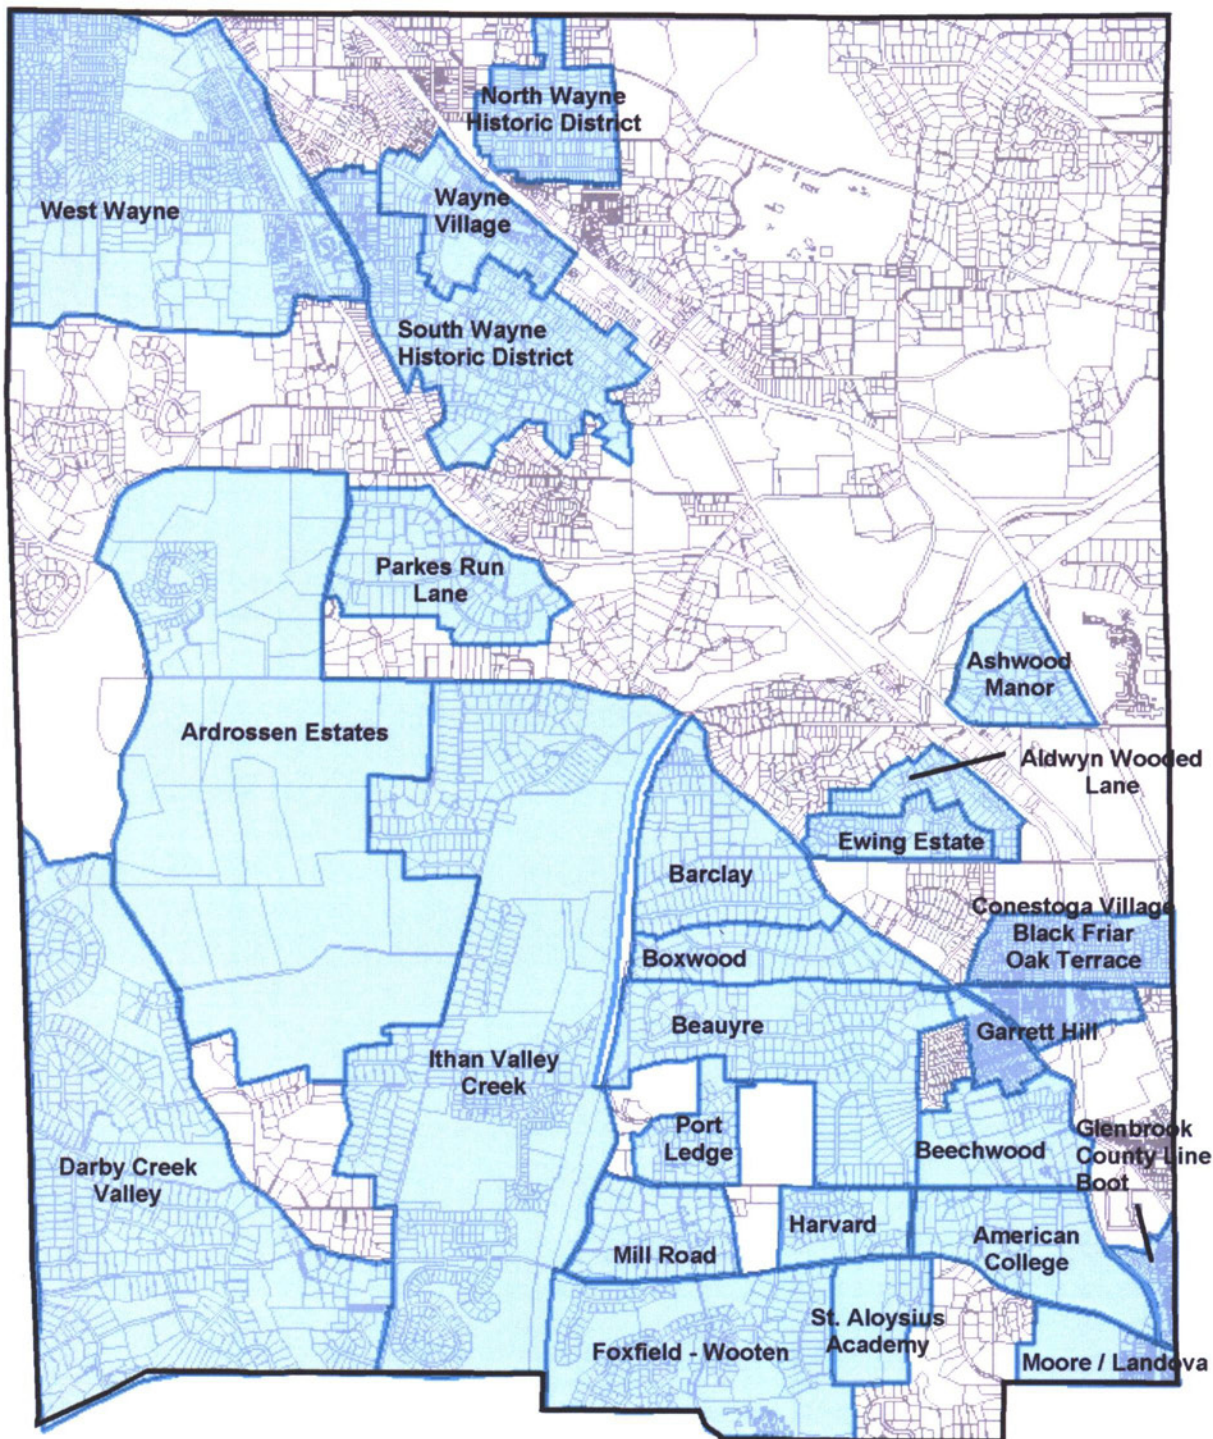 North Wayne
Historic District
West Wayne
Wayne
Village
South Wayne
Historic District
Parkes Run
Lane
Ashwood
Manor
Ardrossen Estates
Aldwyn Wooded
Lane
Ewing Estate
Barclay
Conestoga Village
Black Friar
Oak Terrace
Boxwood
Beauyre
Garrett Hill
Ithan Valley
Creek
Port
Ledge
Beechwood
Glenbrook
County Line
Boot
Darby Creek
Valley
Harvard
American
College
Mill Road
St. Aloysius
Academy
Foxfield - Wooten
Moore / Landova